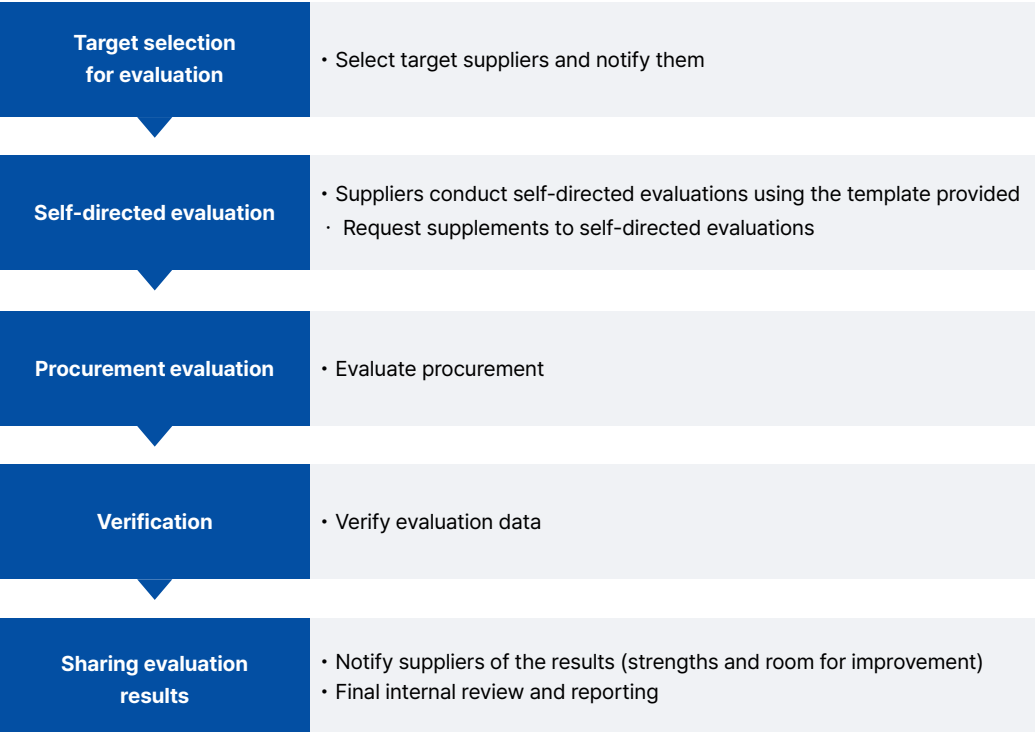 Target selection
for evaluation
・Select target suppliers and notify them
Self-directed evaluation
・Suppliers conduct self-directed evaluations using the template provided
· Request supplements to self-directed evaluations
Procurement evaluation
・Evaluate procurement
Verification
・Verify evaluation data
Sharing evaluation
results
・Notify suppliers of the results (strengths and room for improvement)
・Final internal review and reporting